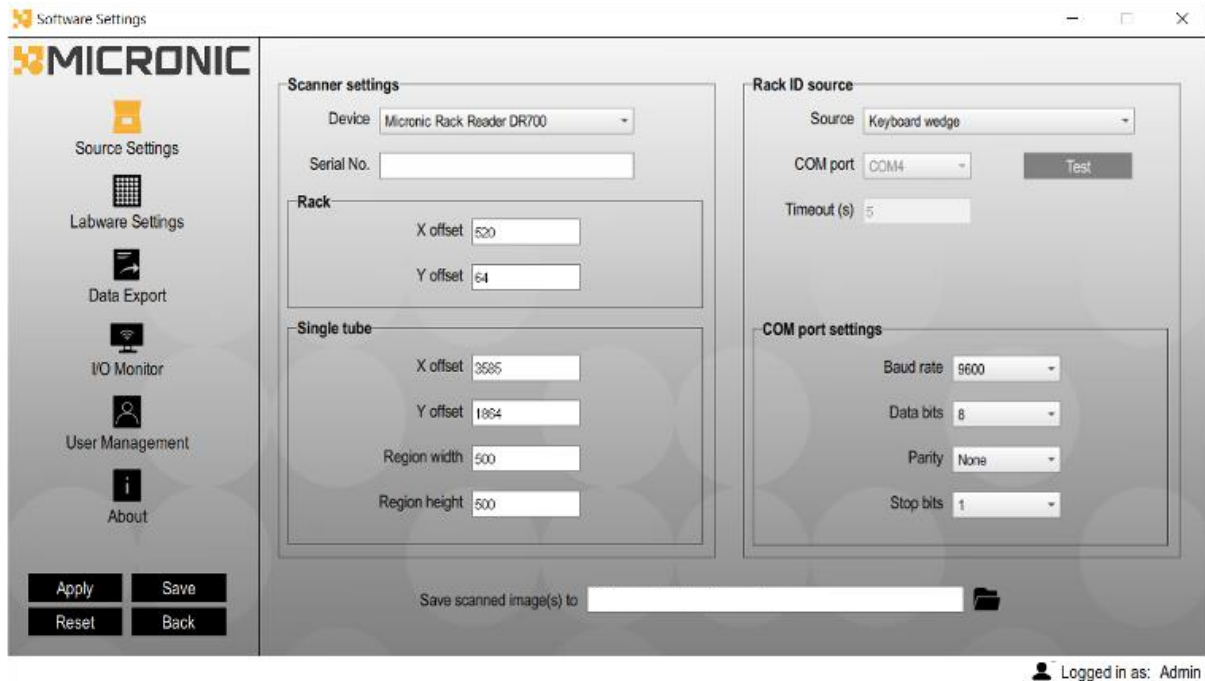 Software Settings
MICRONIC
Source Settings
Labware Settings
Data Export
I/O Monitor
User Management
About
Apply Save
Reset Back
Scanner settings
Device Micronic Rack Reader DR700
Serial No.
Rack
X offset 520
Y offset 64
Single tube
X offset 3585
Y offset 1864
Region width 500
Region height 500
Rack ID source
Source Keyboard wedge
COM port COM4 Test
Timeout (s) 5
COM port settings
Baud rate 9600
Data bits 8
Parity None
Stop bits 1
Save scanned image(s) to
Logged in as: Admin